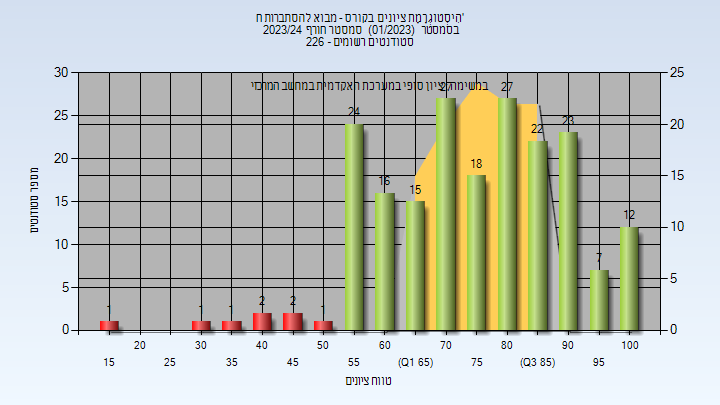 הִיסְטוֹגְרָמַת ציונים בקורס - מבוא להסתברות ח'
בסמסטר (01/2023) סמסטר חורף 2023/24
סטודנטים רשומים - 226
במשימה: ציון סופי במערכת האקדמית במחשב המרכזי
מספר סטודנטים
30 25 20 15 10 5 0
25 20 15 10 5 0
1 1 1 2 2 1 24 16 15 27 18 27 22 23 7 12
20 30 40 50 60 70 80 90 100
15 25 35 45 55 (Q1 65) 75 (Q3 85) 95
טווח ציונים